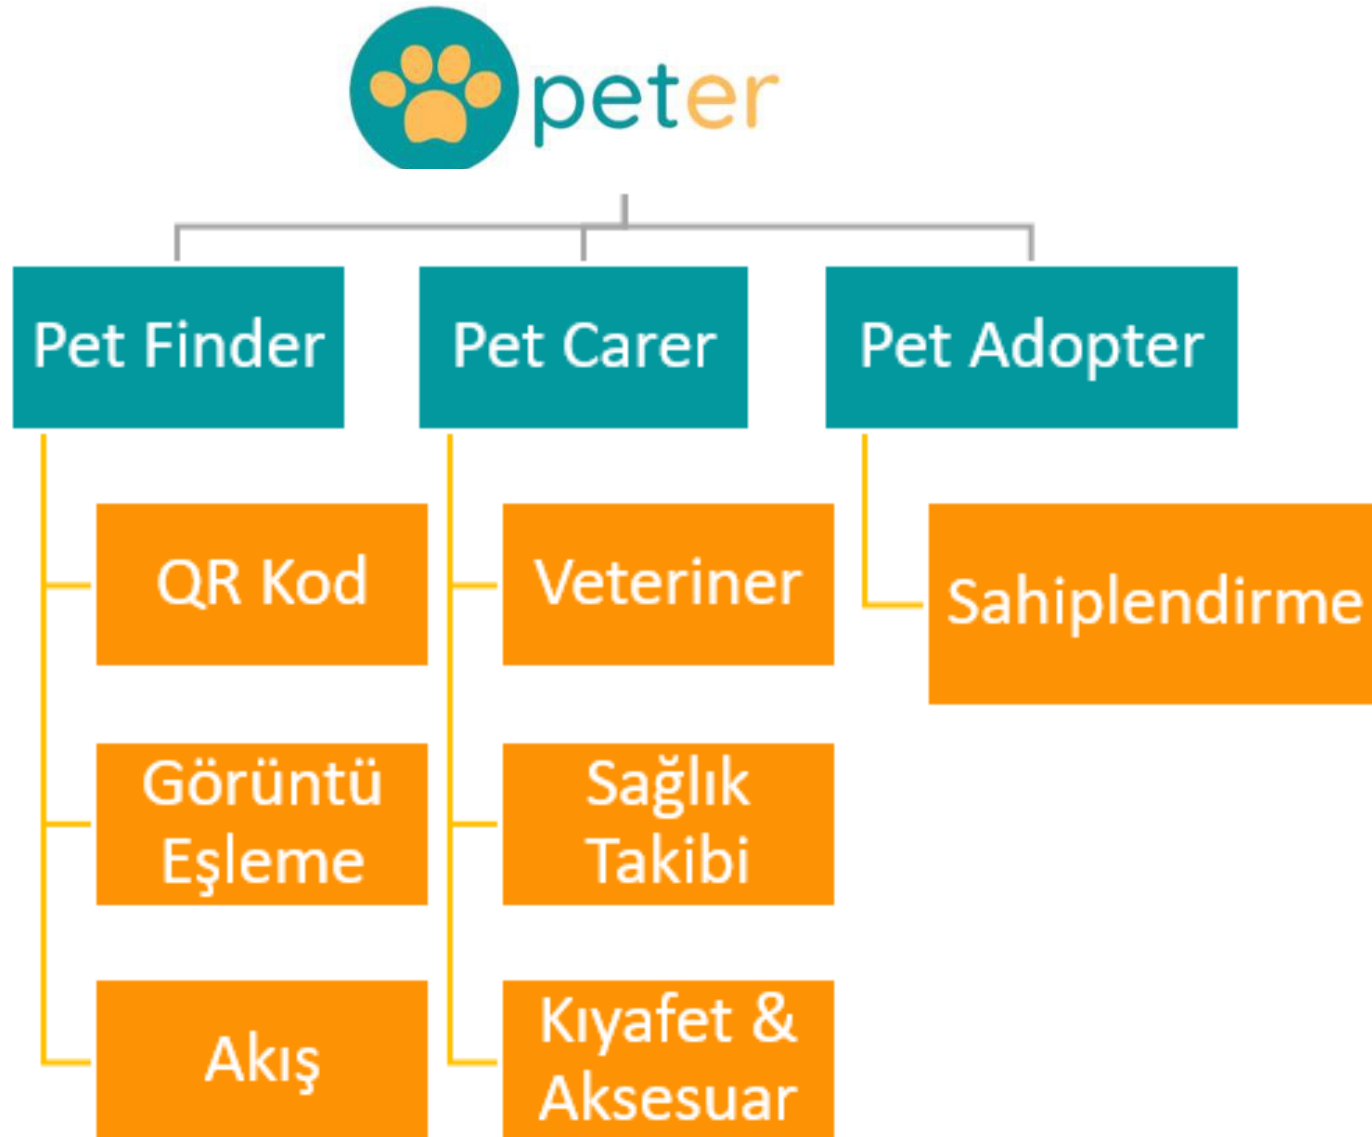 peter
Pet Finder
Pet Carer
Pet Adopter
QR Kod
Görüntü
Eşleme
Akış
Veteriner
Sağlık
Takibi
Kıyafet &
Aksesuar
Sahiplendirme